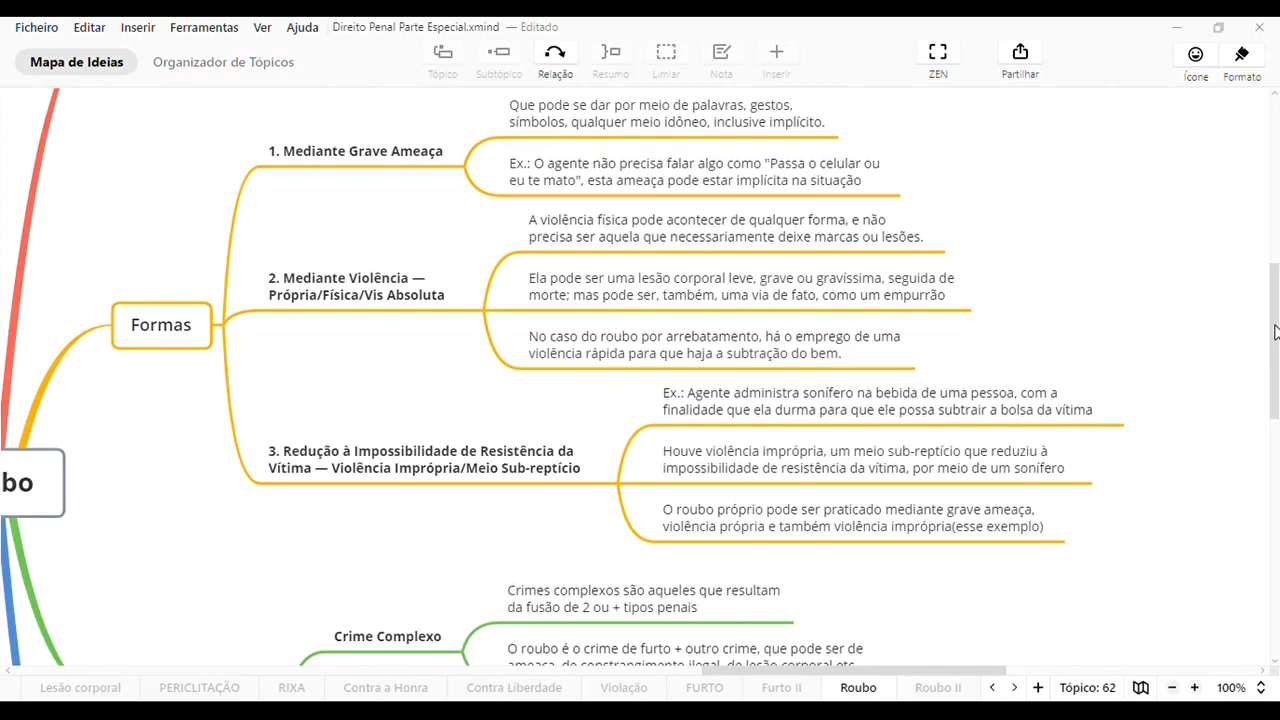 Ficheiro Editar Inserir Ferramentas Ver Ajuda Direito Penal Parte Especial.xmind — Editado
Mapa de Ideias Organizador de Tópicos
Tópico Subtópico Relação Resumo Limiar Nota Inserir ZEN Partilhar Ícone Formato
Que pode se dar por meio de palavras, gestos,
símbolos, qualquer meio idôneo, inclusive implícito.
1. Mediante Grave Ameaça
Ex.: O agente não precisa falar algo como "Passa o celular ou
eu te mato", esta ameaça pode estar implícita na situação
A violência física pode acontecer de qualquer forma, e não
precisa ser aquela que necessariamente deixe marcas ou lesões.
2. Mediante Violência —
Própria/Física/Vis Absoluta
Ela pode ser uma lesão corporal leve, grave ou gravíssima, seguida de
morte; mas pode ser, também, uma via de fato, como um empurrão
Formas
No caso do roubo por arrebatamento, há o emprego de uma
violência rápida para que haja a subtração do bem.
Ex.: Agente administra sonífero na bebida de uma pessoa, com a
finalidade que ela durma para que ele possa subtrair a bolsa da vítima
3. Redução à Impossibilidade de Resistência da
Vítima — Violência Imprópria/Meio Sub-reptício
Houve violência imprópria, um meio sub-reptício que reduziu à
impossibilidade de resistência da vítima, por meio de um sonífero
bo
O roubo próprio pode ser praticado mediante grave ameaça,
violência própria e também violência imprópria(esse exemplo)
Crimes complexos são aqueles que resultam
da fusão de 2 ou + tipos penais
Crime Complexo
O roubo é o crime de furto + outro crime, que pode ser de
ameaça, de constrangimento ilegal, de lesão corporal etc
Lesão corporal PERICLITAÇÃO RIXA Contra a Honra Contra Liberdade Violação FURTO Furto II Roubo Roubo II Tópico: 62 100%